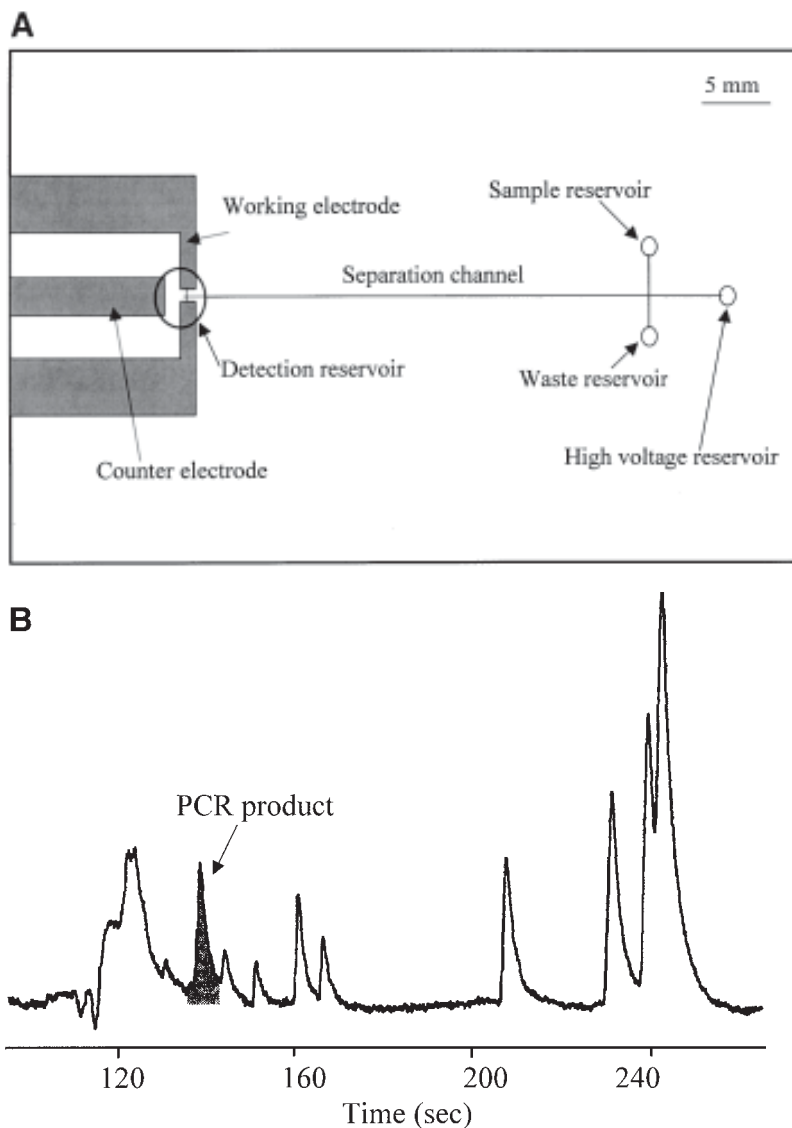 A
5 mm
Sample reservoir
Working electrode
Separation channel
Detection reservoir
Waste reservoir
High voltage reservoir
Counter electrode
B
PCR product
120 160 200 240
Time (sec)